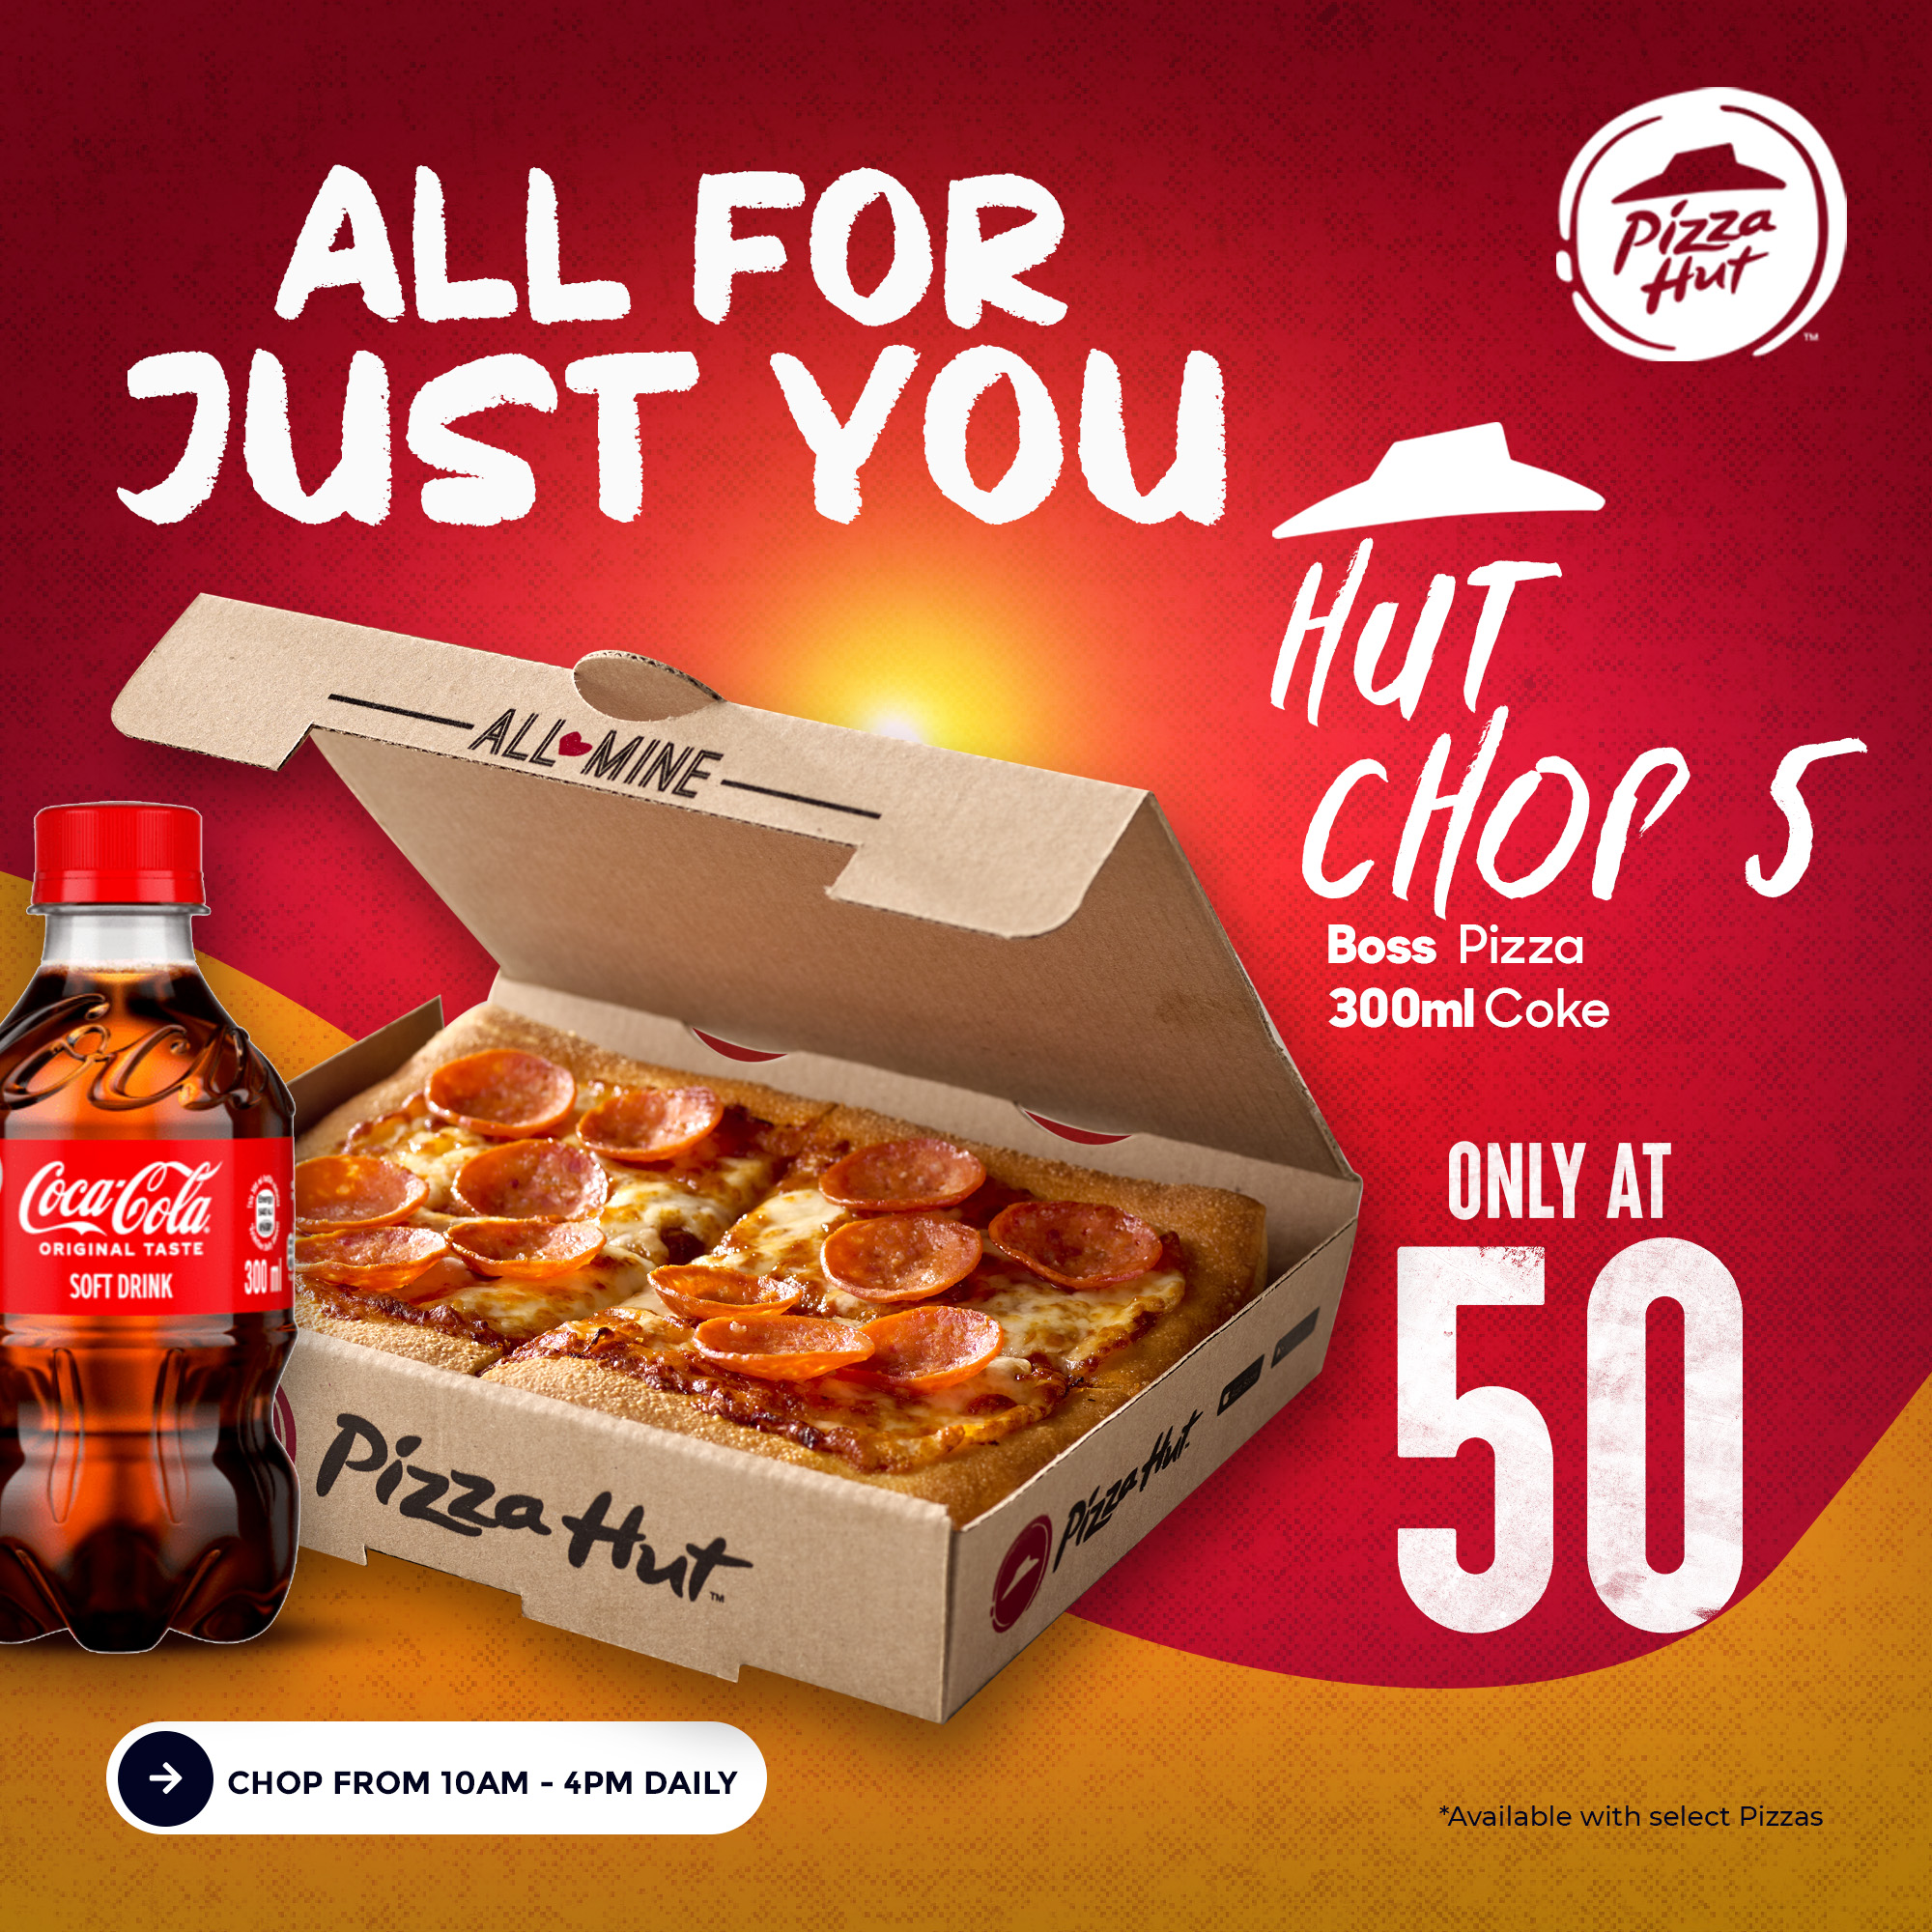 ALL FOR
JUST YOU
Pizza
Hut
™
HUT
CHOP 5
Boss Pizza
300ml Coke
ALL MINE
Coca-Cola
ORIGINAL TASTE
SOFT DRINK
300 ml
Pizza Hut
™
Pizza Hut
ONLY AT
50
CHOP FROM 10AM - 4PM DAILY
*Available with select Pizzas